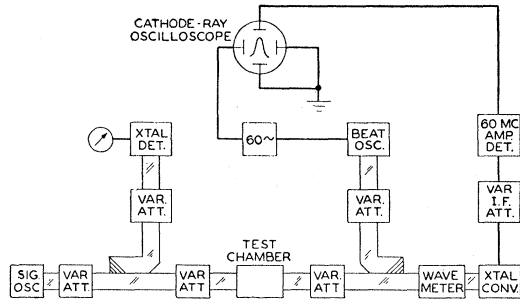 CATHODE-RAY
OSCILLOSCOPE
XTAL
DET.
60~
BEAT
OSC.
60 MC
AMP.
DET.
VAR.
ATT.
VAR.
ATT.
VAR
I.F.
ATT.
TEST
CHAMBER
SIG.
OSC
VAR
ATT.
VAR
ATT
VAR.
ATT
WAVE
METER
XTAL
CONV.